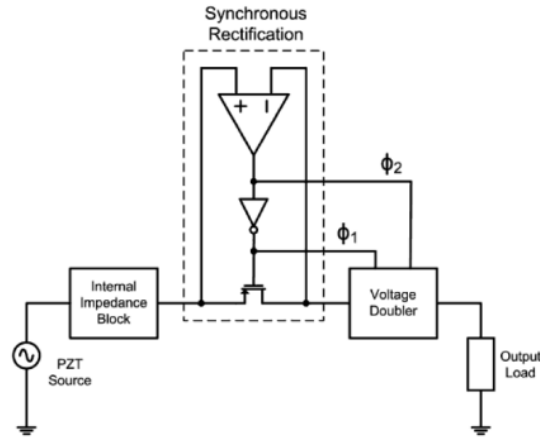 Synchronous
Rectification
+ −
ϕ2
ϕ1
Internal
Impedance
Block
Voltage
Doubler
PZT
Source
Output
Load